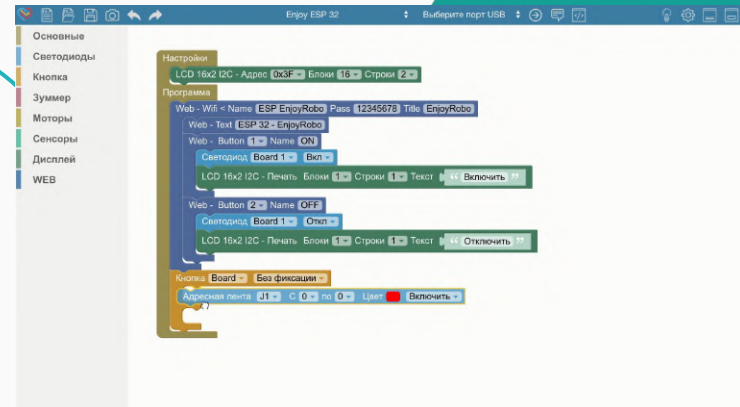 Enjoy ESP 32 Выберите порт USB
Основные
Светодиоды
Кнопка
Зуммер
Моторы
Сенсоры
Дисплей
WEB
Настройки
LCD 16x2 I2C - Адрес 0x3F Блоки 16 Строки 2
Программа
Web - Wifi < Name ESP EnjoyRobo Pass 12345678 Title EnjoyRobo
Web - Text ESP 32 - EnjoyRobo
Web - Button 1 Name ON
Светодиод Board 1 Вкл
LCD 16x2 I2C - Печать Блоки 1 Строки 1 Текст “ Включить ”
Web - Button 2 Name OFF
Светодиод Board 1 Откл
LCD 16x2 I2C - Печать Блоки 1 Строки 1 Текст “ Отключить ”
Кнопка Board Без фиксации
Адресная лента J1 С 0 по 0 Цвет Включить